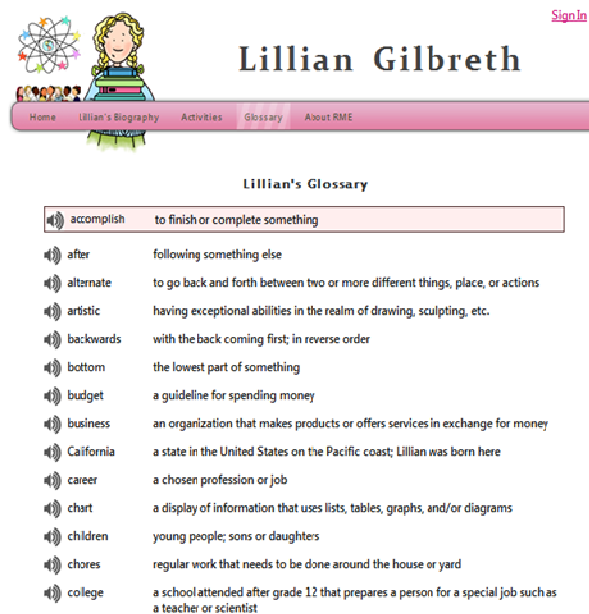 Sign In
Lillian Gilbreth
Home Lillian's Biography Activities Glossary About RME
Lillian's Glossary
accomplish to finish or complete something
after following something else
alternate to go back and forth between two or more different things, place, or actions
artistic having exceptional abilities in the realm of drawing, sculpting, etc.
backwards with the back coming first; in reverse order
bottom the lowest part of something
budget a guideline for spending money
business an organization that makes products or offers services in exchange for money
California a state in the United States on the Pacific coast; Lillian was born here
career a chosen profession or job
chart a display of information that uses lists, tables, graphs, and/or diagrams
children young people; sons or daughters
chores regular work that needs to be done around the house or yard
college a school attended after grade 12 that prepares a person for a special job such as
a teacher or scientist